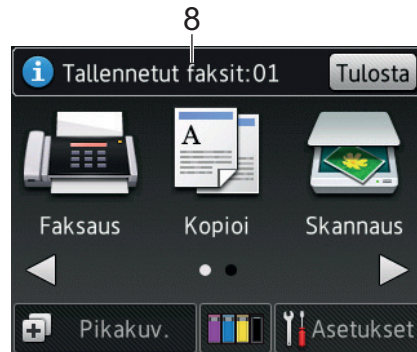 8
Tallennetut faksit:01 Tulosta
A
Faksaus Kopioi Skannaus
Pikakuv. Asetukset